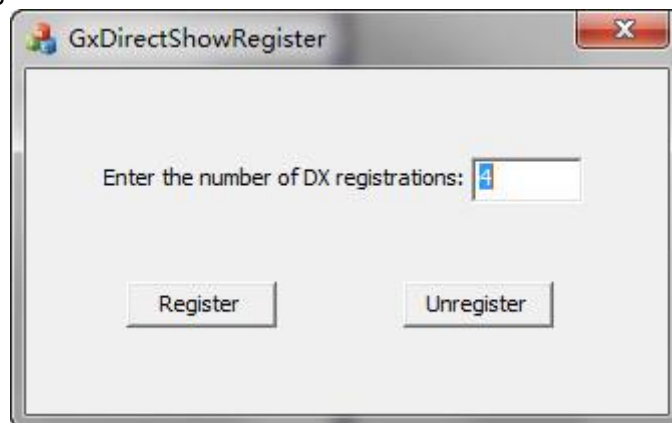 GxDirectShowRegister
Enter the number of DX registrations: 4
Register Unregister